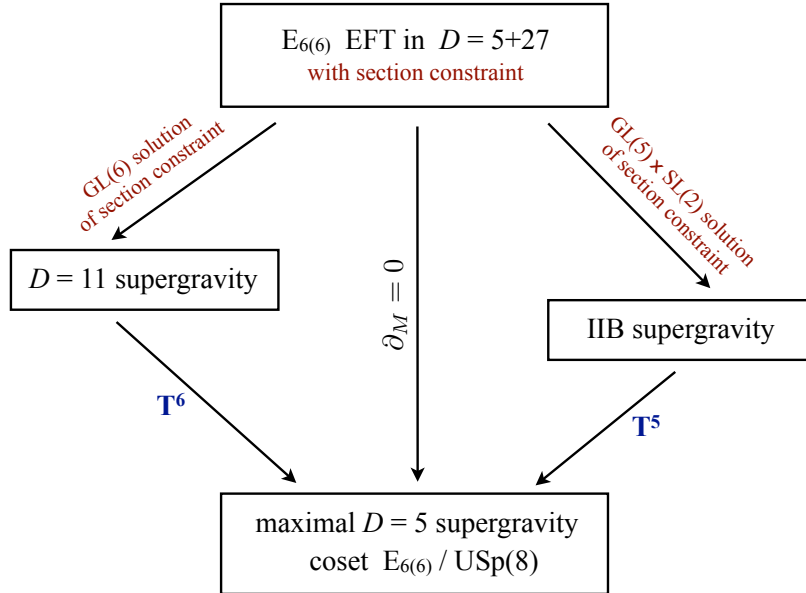 E₆₍₆₎ EFT in D = 5+27
with section constraint
GL(6) solution
of section constraint
GL(5) × SL(2) solution
of section constraint
∂_M = 0
D = 11 supergravity
IIB supergravity
T⁶
T⁵
maximal D = 5 supergravity
coset E₆₍₆₎ / USp(8)